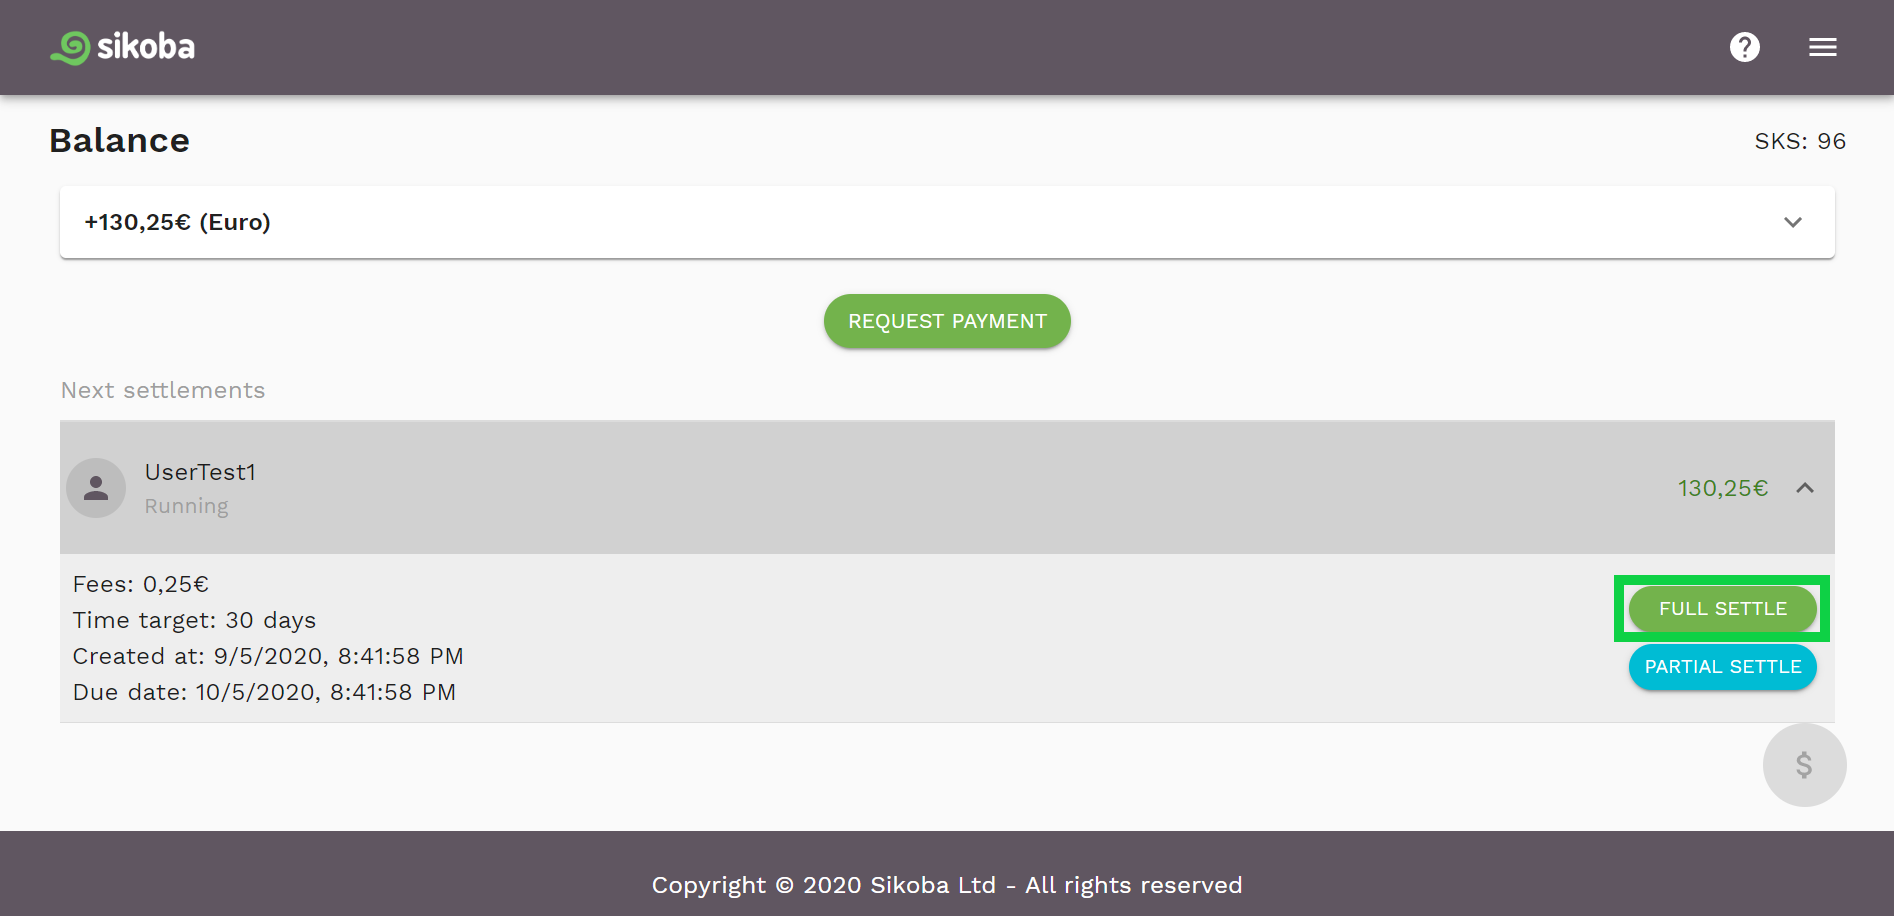 sikoba
Balance
SKS: 96
+130,25€ (Euro)
REQUEST PAYMENT
Next settlements
UserTest1
Running
130,25€
Fees: 0,25€
Time target: 30 days
Created at: 9/5/2020, 8:41:58 PM
Due date: 10/5/2020, 8:41:58 PM
FULL SETTLE
PARTIAL SETTLE
$
Copyright © 2020 Sikoba Ltd - All rights reserved